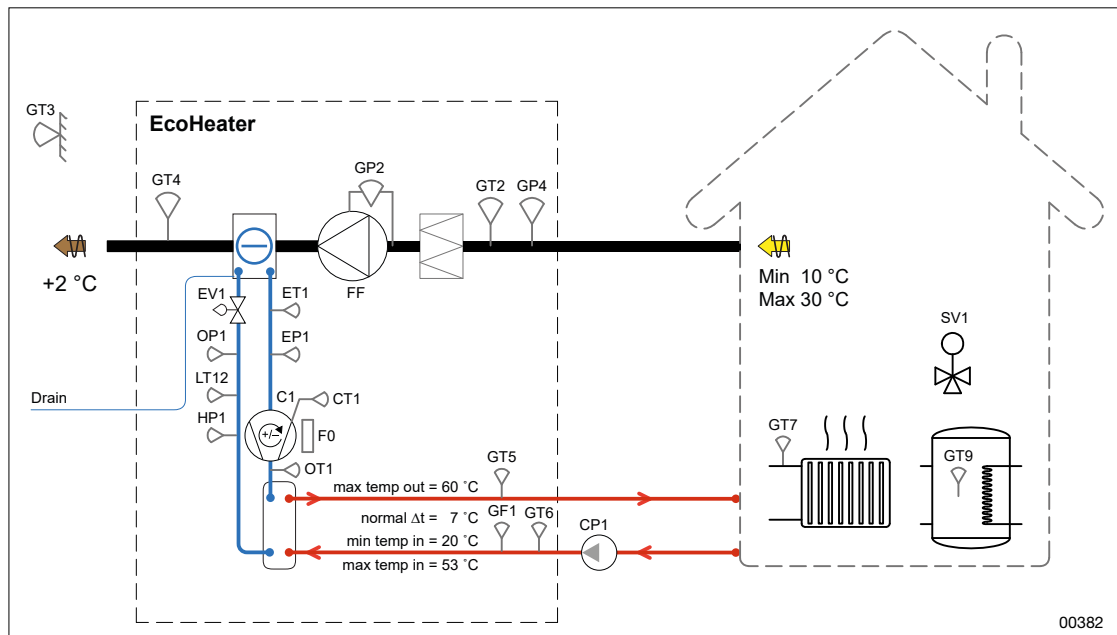 GT3
EcoHeater
GT4
GP2
GT2
GP4
FF
+2 °C
Min 10 °C
Max 30 °C
EV1
ET1
OP1
EP1
SV1
LT12
Drain
C1
CT1
HP1
F0
GT7
GT9
OT1
GT5
max temp out = 60 ˚C
normal Δt = 7 ˚C
GF1
GT6
CP1
min temp in = 20 ˚C
max temp in = 53 ˚C
+/–
00382